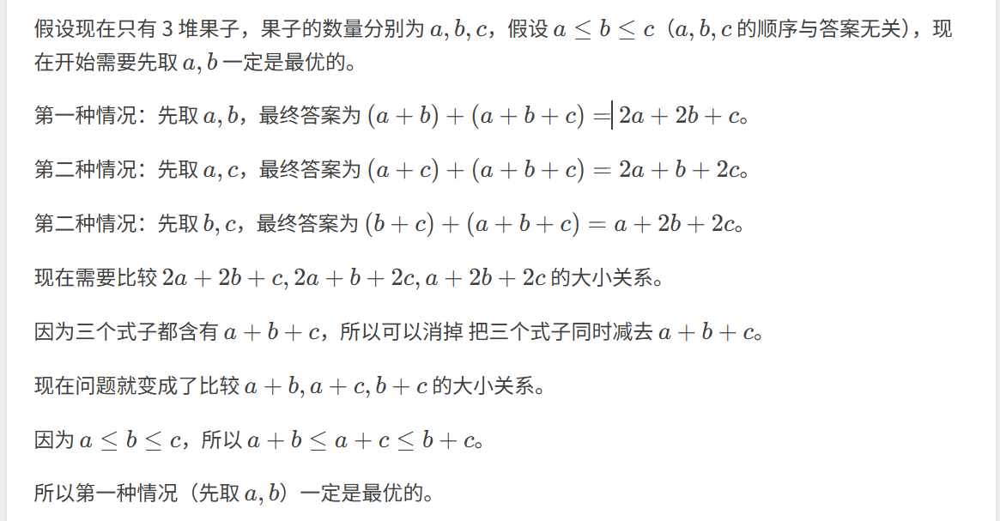 假设现在只有 3 堆果子，果子的数量分别为 a, b, c，假设 a ≤ b ≤ c（a, b, c 的顺序与答案无关），现
在开始需要先取 a, b 一定是最优的。
第一种情况：先取 a, b，最终答案为 (a + b) + (a + b + c) = 2a + 2b + c。
第二种情况：先取 a, c，最终答案为 (a + c) + (a + b + c) = 2a + b + 2c。
第二种情况：先取 b, c，最终答案为 (b + c) + (a + b + c) = a + 2b + 2c。
现在需要比较 2a + 2b + c, 2a + b + 2c, a + 2b + 2c 的大小关系。
因为三个式子都含有 a + b + c，所以可以消掉 把三个式子同时减去 a + b + c。
现在问题就变成了比较 a + b, a + c, b + c 的大小关系。
因为 a ≤ b ≤ c，所以 a + b ≤ a + c ≤ b + c。
所以第一种情况（先取 a, b）一定是最优的。